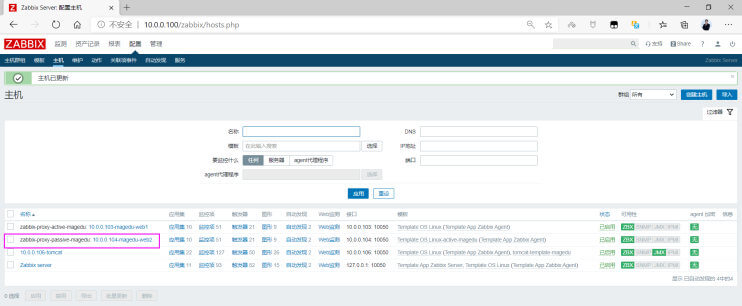 Zabbix Server: 配置主机
不安全 | 10.0.0.100/zabbix/hosts.php
ZABBIX 监测 资产记录 报表 配置 管理 支持 Share ?
主机群组 模板 主机 维护 动作 关联项事件 自动发现 服务 Zabbix Server
主机已更新
主机 群组 所有 创建主机 导入
过滤器
名称 DNS
模板 在此输入搜索 选择 IP地址
要监控什么 任何 服务器 agent代理程序 端口
agent代理程序 选择
应用 重设
名称 应用集 监控项 触发器 图形 自动发现 Web监测 接口 模板 状态 可用性 agent 加密 信息
zabbix-proxy-active-magedu: 10.0.0.103-magedu-web1 应用集 10 监控项 51 触发器 21 图形 9 自动发现 2 Web监测 10.0.0.103: 10050 Template OS Linux (Template App Zabbix Agent) 已启用 ZBX SNMP JMX IPMI 无
zabbix-proxy-passive-magedu: 10.0.0.104-magedu-web2 应用集 10 监控项 51 触发器 21 图形 9 自动发现 2 Web监测 10.0.0.104: 10050 Template OS Linux-active-magedu (Template App Zabbix Agent) 已启用 ZBX SNMP JMX IPMI 无
10.0.0.106-tomcat 应用集 22 监控项 127 触发器 50 图形 25 自动发现 2 Web监测 10.0.0.106: 10050 Template OS Linux (Template App Zabbix Agent), tomcat-template-magedu 已启用 ZBX SNMP JMX IPMI 无
Zabbix server 应用集 11 监控项 93 触发器 62 图形 15 自动发现 2 Web监测 127.0.0.1: 10050 Template App Zabbix Server, Template OS Linux (Template App Zabbix Agent) 已启用 ZBX SNMP JMX IPMI 无
显示 已自动发现的 4中的4
0 选择 启用 禁用 导出 批量更新 删除